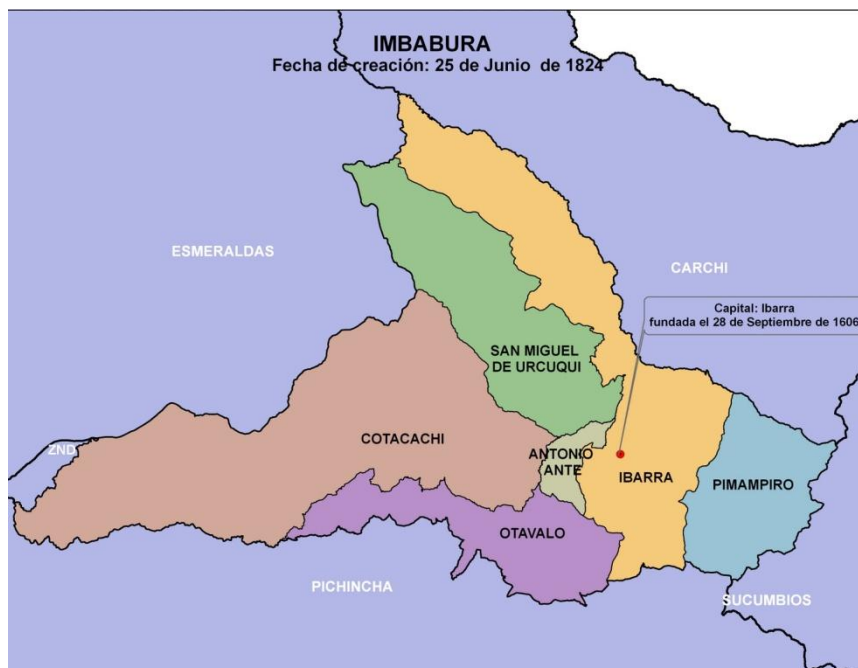 IMBABURA
Fecha de creación: 25 de Junio de 1824
ESMERALDAS
CARCHI
Capital: Ibarra
fundada el 28 de Septiembre de 1606
SAN MIGUEL
DE URCUQUI
COTACACHI
ZND
ANTONIO
ANTE
IBARRA
PIMAMPIRO
OTAVALO
PICHINCHA
SUCUMBIOS